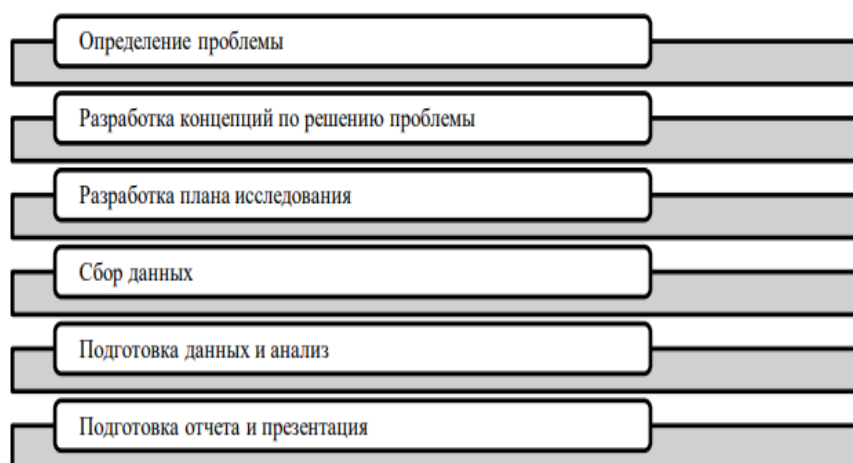 Определение проблемы
Разработка концепций по решению проблемы
Разработка плана исследования
Сбор данных
Подготовка данных и анализ
Подготовка отчета и презентация